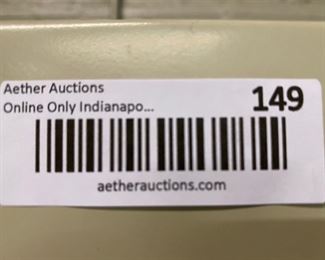 Aether Auctions
Online Only Indianapo...
149
aetherauctions.com